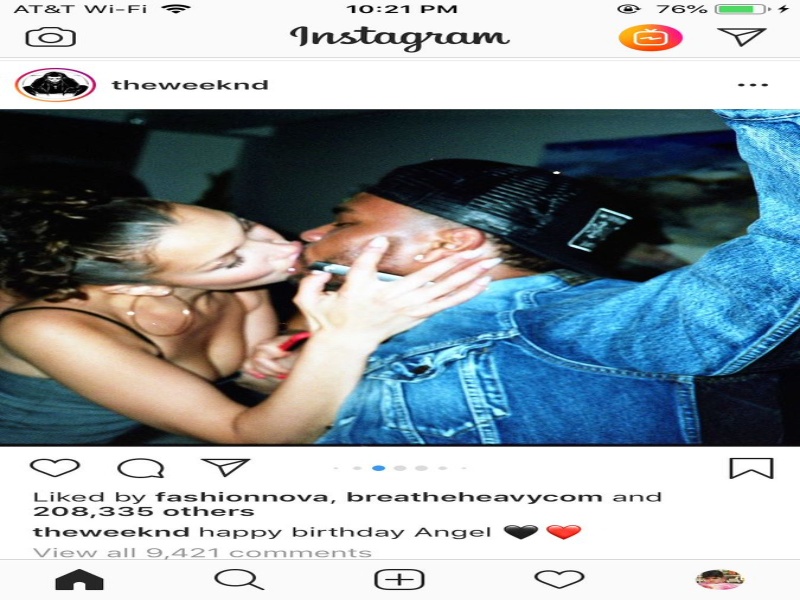 AT&T Wi-Fi 10:21 PM 76%
Instagram
theweeknd
Liked by fashionnova, breatheheavycom and
208,335 others
theweeknd happy birthday Angel 🖤 ❤️
View all 9,421 comments